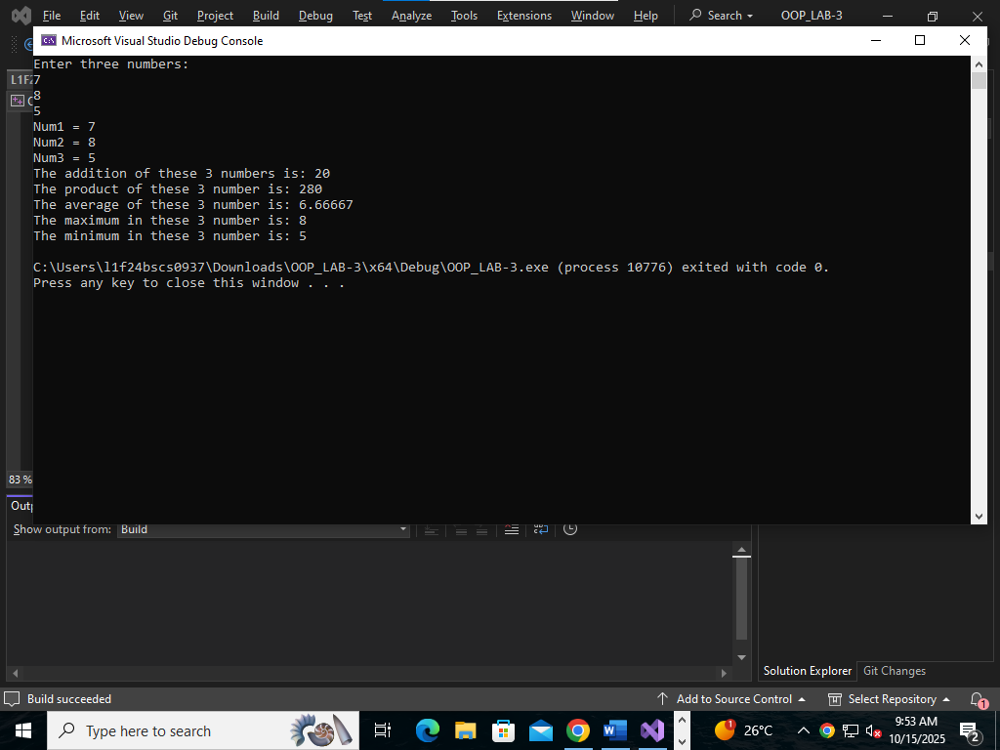 File Edit View Git Project Build Debug Test Analyze Tools Extensions Window Help Search OOP_LAB-3
Microsoft Visual Studio Debug Console
Enter three numbers:
7
8
5
Num1 = 7
Num2 = 8
Num3 = 5
The addition of these 3 numbers is: 20
The product of these 3 number is: 280
The average of these 3 number is: 6.66667
The maximum in these 3 number is: 8
The minimum in these 3 number is: 5
C:\Users\l1f24bscs0937\Downloads\OOP_LAB-3\x64\Debug\OOP_LAB-3.exe (process 10776) exited with code 0.
Press any key to close this window . . .
83 %
Show output from: Build
Solution Explorer Git Changes
Build succeeded Add to Source Control Select Repository 1
Type here to search 1 26°C 9:53 AM
10/15/2025 2